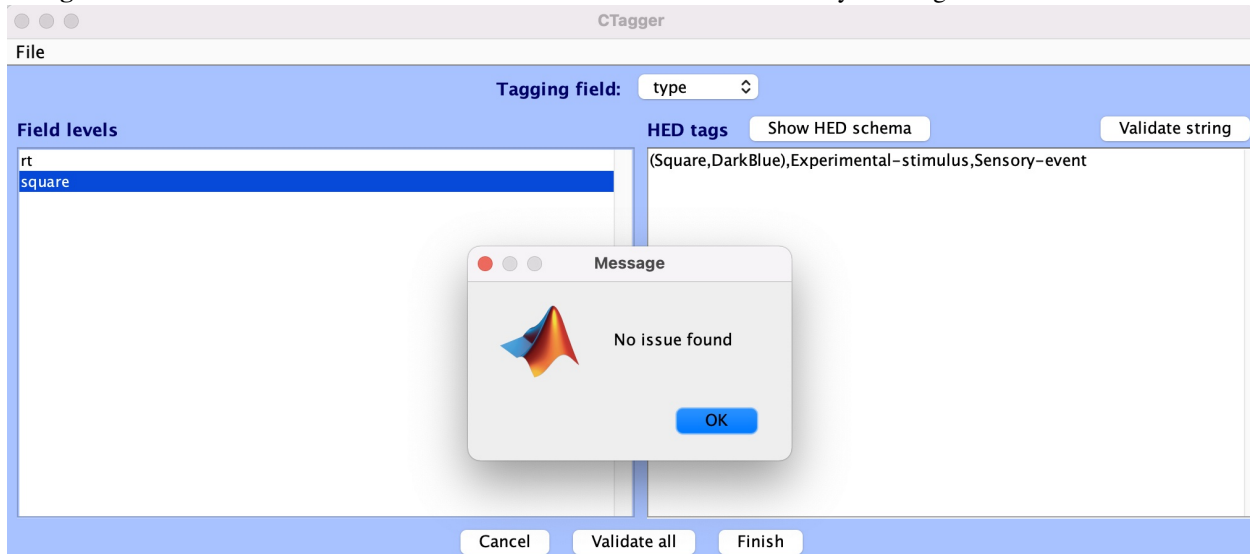 CTagger
File
Tagging field: type
Field levels
HED tags Show HED schema Validate string
rt
square
(Square,DarkBlue),Experimental-stimulus,Sensory-event
Message
No issue found
OK
Cancel Validate all Finish